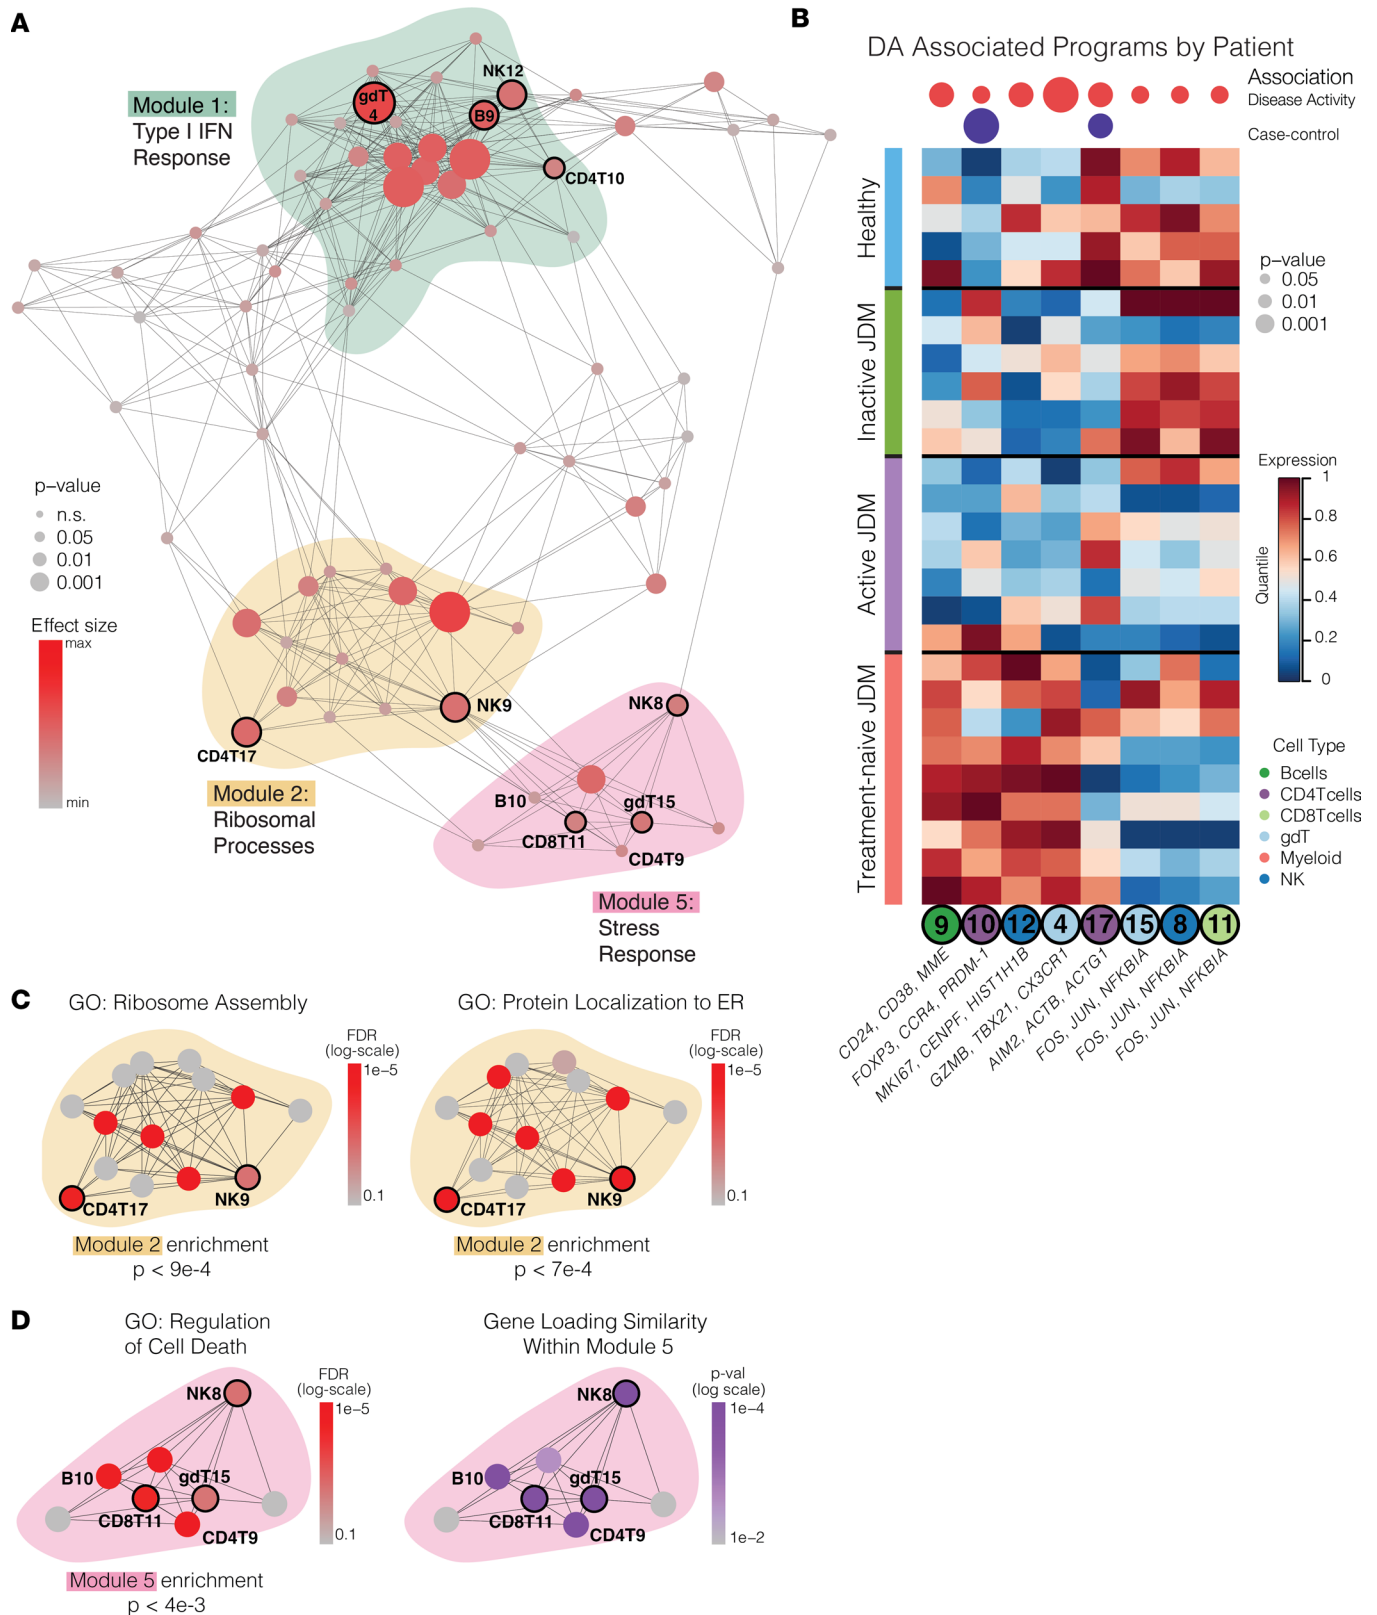 A
Module 1:
Type I IFN
Response
gdT
4
NK12
B9
CD4T10
p-value
n.s.
0.05
0.01
0.001
Effect size
max
min
NK9
CD4T17
Module 2:
Ribosomal
Processes
NK8
B10
gdT15
CD8T11
CD4T9
Module 5:
Stress
Response
B
DA Associated Programs by Patient
Association
Disease Activity
Case-control
Healthy
Inactive JDM
Active JDM
Treatment-naive JDM
p-value
0.05
0.01
0.001
Expression
Quantile
1
0.8
0.6
0.4
0.2
0
Cell Type
Bcells
CD4Tcells
CD8Tcells
gdT
Myeloid
NK
9 10 12 4 17 15 8 11
CD24, CD38, MME
FOXP3, CCR4, PRDM-1
MKI67, CENPF, HIST1H1B
GZMB, TBX21, CX3CR1
AIM2, ACTB, ACTG1
FOS, JUN, NFKBIA
FOS, JUN, NFKBIA
FOS, JUN, NFKBIA
C
GO: Ribosome Assembly
FDR
(log-scale)
1e-5
0.1
CD4T17
NK9
Module 2 enrichment
p < 9e-4
GO: Protein Localization to ER
FDR
(log-scale)
1e-5
0.1
CD4T17
NK9
Module 2 enrichment
p < 7e-4
D
GO: Regulation
of Cell Death
FDR
(log-scale)
1e-5
0.1
NK8
B10
gdT15
CD8T11
CD4T9
Module 5 enrichment
p < 4e-3
Gene Loading Similarity
Within Module 5
p-val
(log scale)
1e-4
1e-2
NK8
B10
gdT15
CD8T11
CD4T9